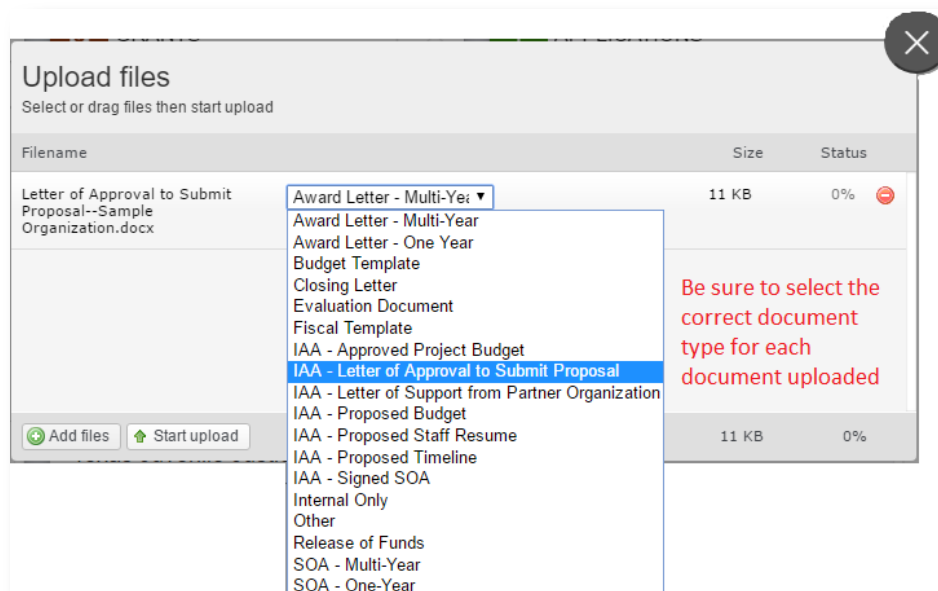 Upload files
Select or drag files then start upload
Filename Size Status
Letter of Approval to Submit
Proposal--Sample
Organization.docx
Award Letter - Multi-Yea
11 KB 0%
Award Letter - Multi-Year
Award Letter - One Year
Budget Template
Closing Letter
Evaluation Document
Fiscal Template
IAA - Approved Project Budget
IAA - Letter of Approval to Submit Proposal
IAA - Letter of Support from Partner Organization
IAA - Proposed Budget
IAA - Proposed Staff Resume
IAA - Proposed Timeline
IAA - Signed SOA
Internal Only
Other
Release of Funds
SOA - Multi-Year
SOA - One-Year
Be sure to select the
correct document
type for each
document uploaded
Add files Start upload 11 KB 0%